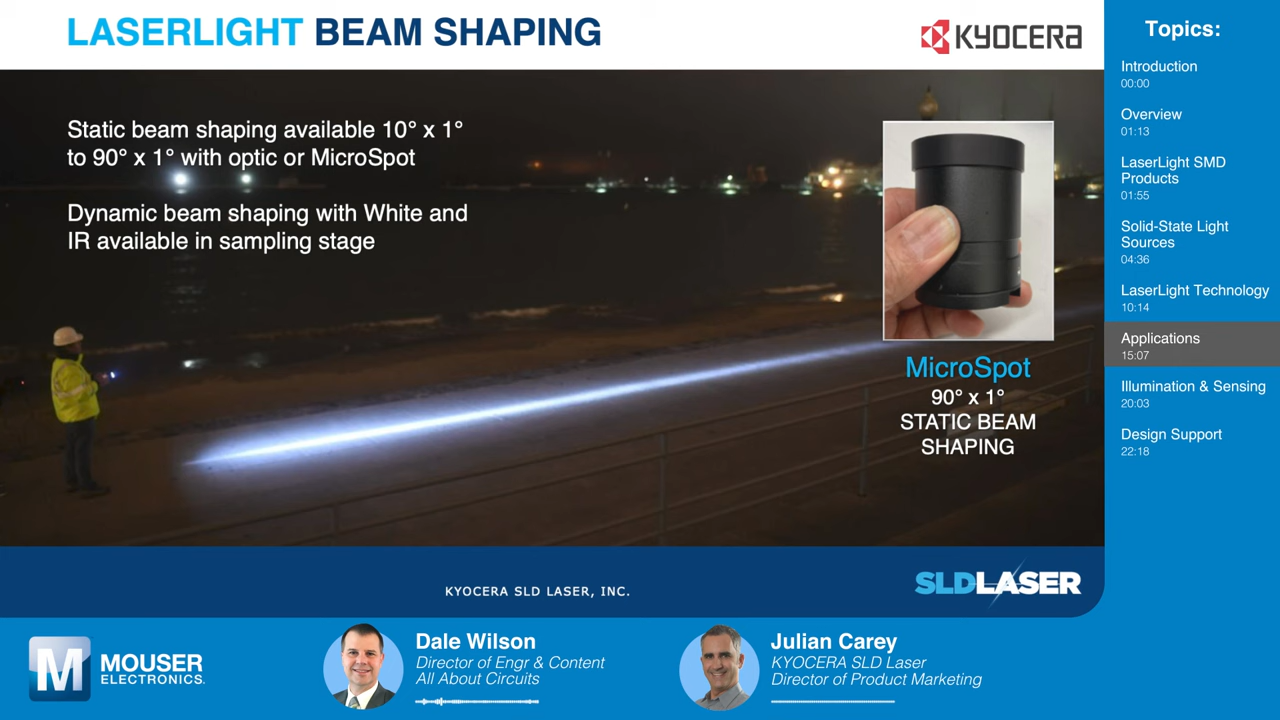 LASERLIGHT BEAM SHAPING
KYOCERA
Static beam shaping available 10° x 1°
to 90° x 1° with optic or MicroSpot
Dynamic beam shaping with White and
IR available in sampling stage
MicroSpot
90° x 1°
STATIC BEAM
SHAPING
KYOCERA SLD LASER, INC.
SLDLASER
Topics:
Introduction
00:00
Overview
01:13
LaserLight SMD
Products
01:55
Solid-State Light
Sources
04:36
LaserLight Technology
10:14
Applications
15:07
Illumination & Sensing
20:03
Design Support
22:18
M MOUSER
ELECTRONICS.
Dale Wilson
Director of Engr & Content
All About Circuits
Julian Carey
KYOCERA SLD Laser
Director of Product Marketing